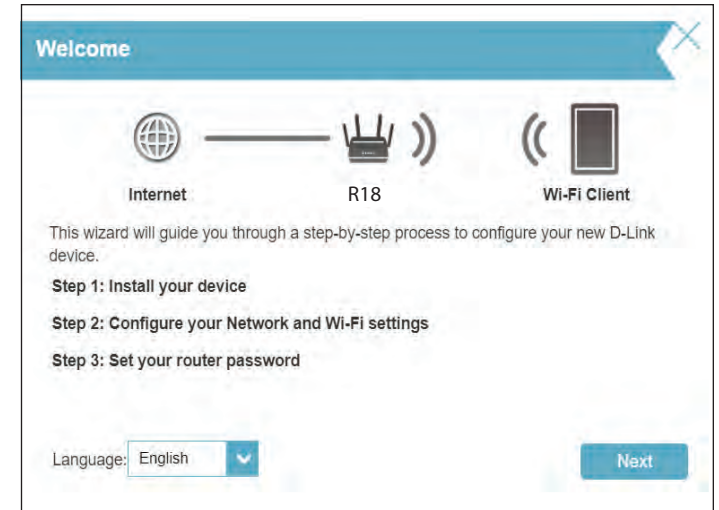 Welcome
Internet
R18
Wi-Fi Client
This wizard will guide you through a step-by-step process to configure your new D-Link
device.
Step 1: Install your device
Step 2: Configure your Network and Wi-Fi settings
Step 3: Set your router password
Language: English
Next